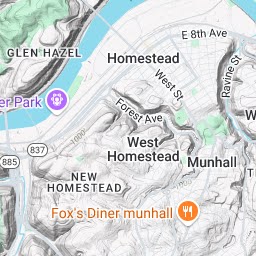 E 8th Ave
GLEN HAZEL
Homestead
West St
Ravine St
er Park
Forest Ave
1000
837
West
Homestead
885
Munhall
NEW
HOMESTEAD
Fox's Diner munhall